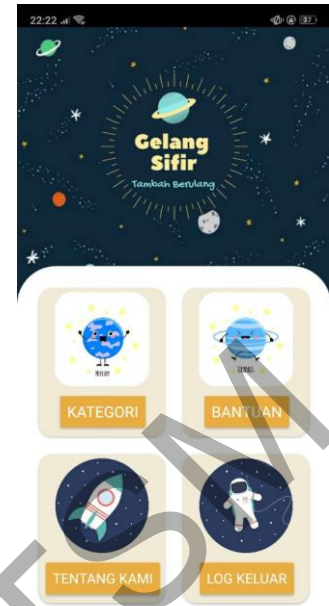 22:22
37
Gelang
Sifir
Tambah Berulang
KATEGORI
BANTUAN
TENTANG KAMI
LOG KELUAR